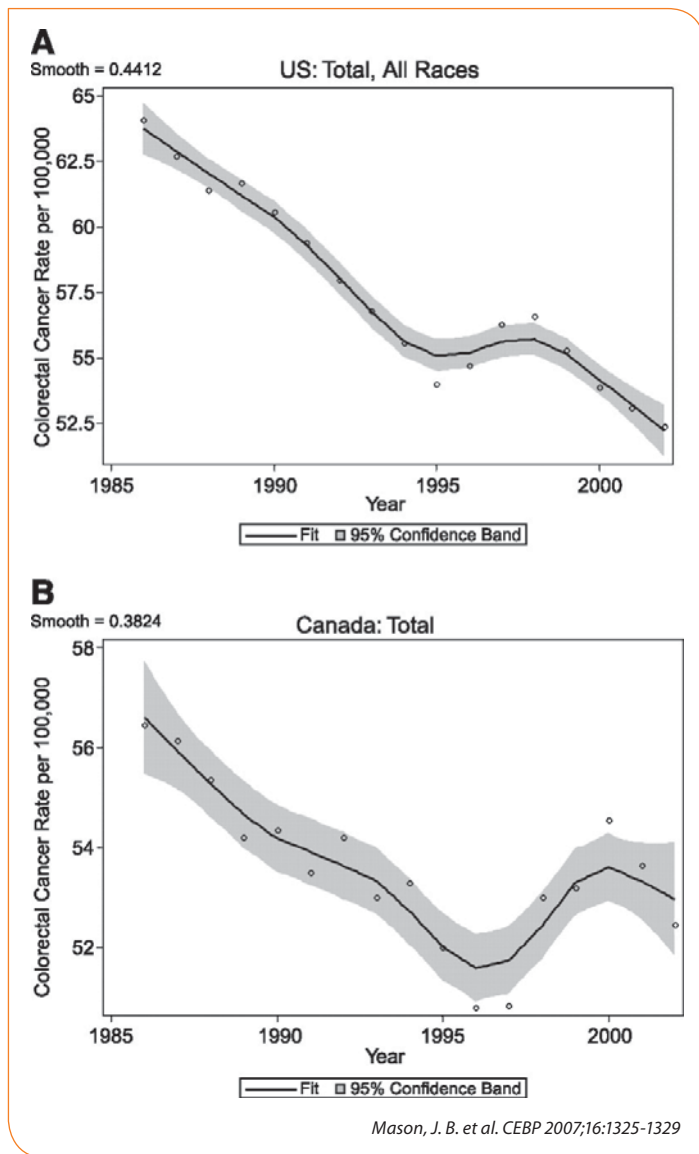 A
Smooth = 0.4412
US: Total, All Races
Colorectal Cancer Rate per 100,000
65
62.5
60
57.5
55
52.5
1985 1990 1995 2000
Year
Fit 95% Confidence Band
B
Smooth = 0.3824
Canada: Total
Colorectal Cancer Rate per 100,000
58
56
54
52
1985 1990 1995 2000
Year
Fit 95% Confidence Band
Mason, J. B. et al. CEBP 2007;16:1325-1329